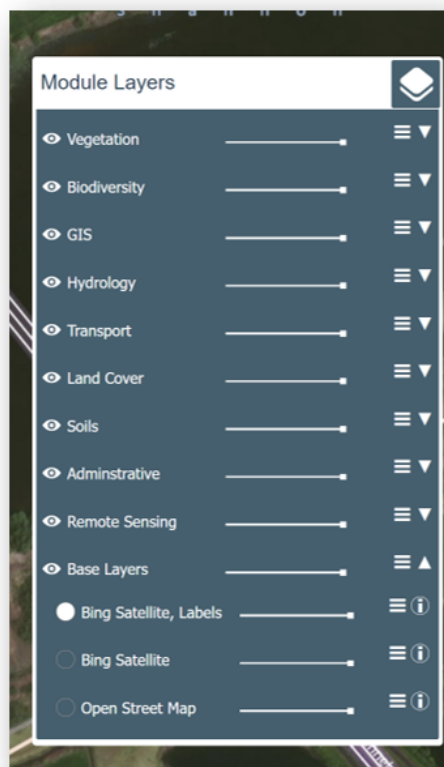 S h a n n o n
Module Layers
Vegetation
Biodiversity
GIS
Hydrology
Transport
Land Cover
Soils
Adminstrative
Remote Sensing
Base Layers
Bing Satellite, Labels
Bing Satellite
Open Street Map